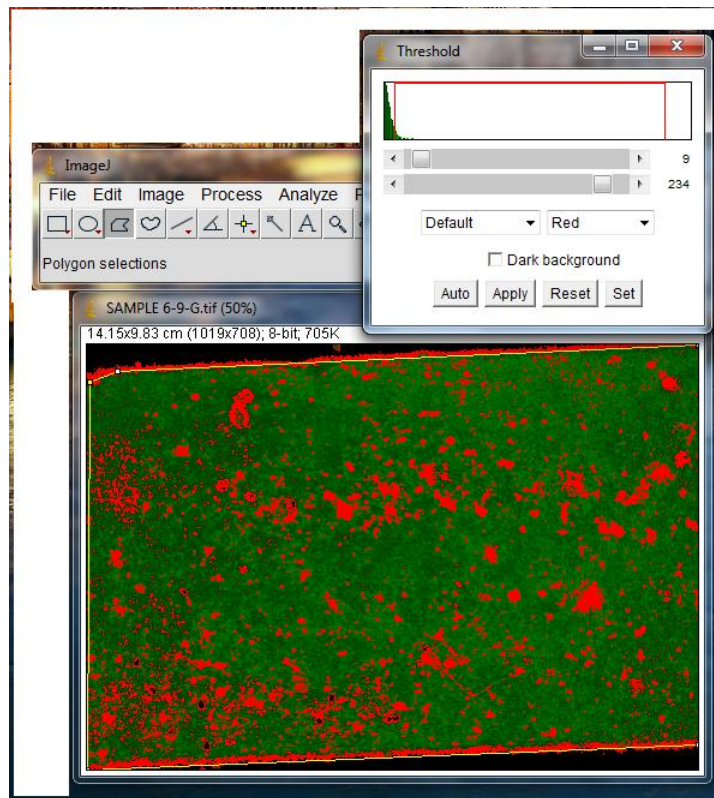 Threshold
9
234
Default Red
Dark background
Auto Apply Reset Set
ImageJ
File Edit Image Process Analyze
Polygon selections
SAMPLE 6-9-G.tif (50%)
14.15x9.83 cm (1019x708); 8-bit; 705K